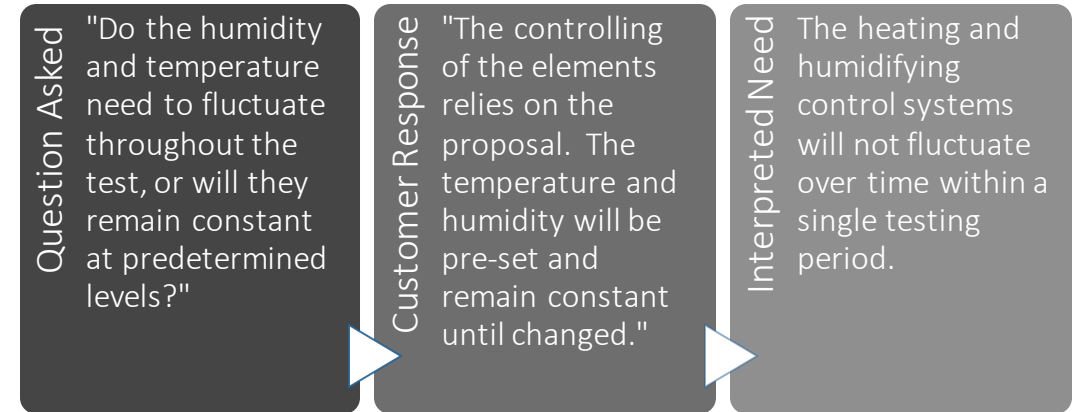 Question Asked
"Do the humidity
and temperature
need to fluctuate
throughout the
test, or will they
remain constant
at predetermined
levels?"
Customer Response
"The controlling
of the elements
relies on the
proposal.  The
temperature and
humidity will be
pre-set and
remain constant
until changed."
Interpreted Need
The heating and
humidifying
control systems
will not fluctuate
over time within a
single testing
period.